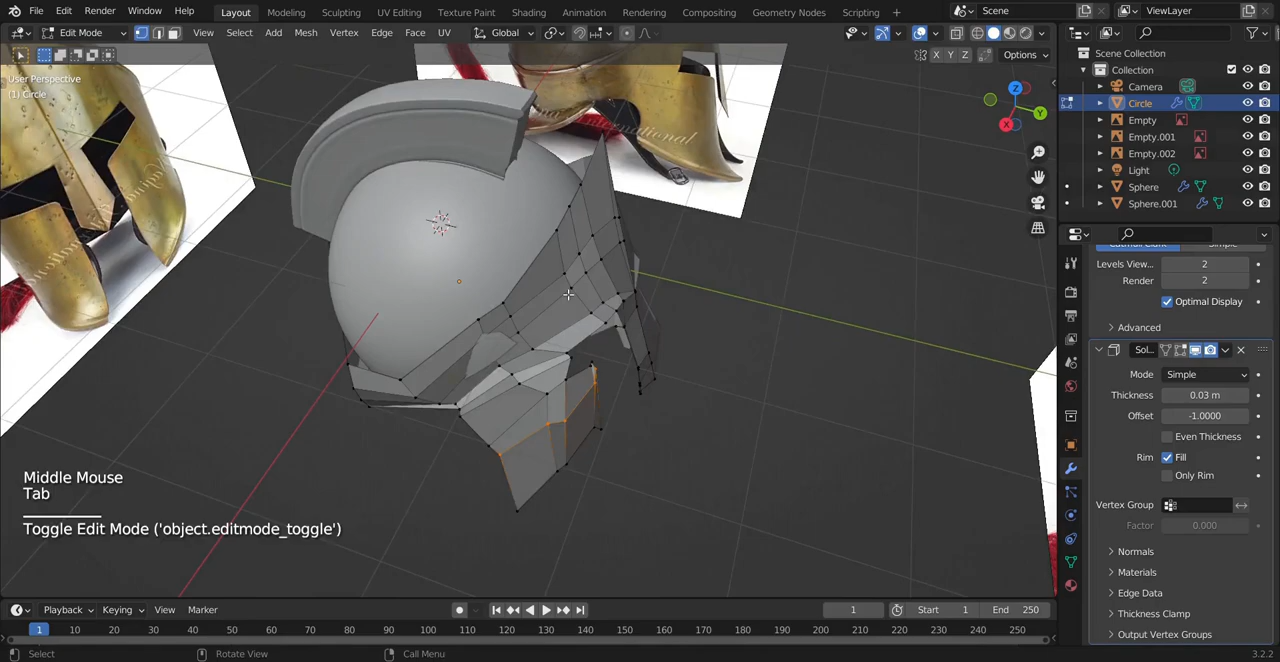 File Edit Render Window Help Layout Modeling Sculpting UV Editing Texture Paint Shading Animation Rendering Compositing Geometry Nodes Scripting + Scene ViewLayer
Edit Mode View Select Add Mesh Vertex Edge Face UV Global
X Y Z Options
User Perspective
(1) Circle
Z
Y
X
International
Scene Collection
Collection
Camera
Circle
Empty
Empty.001
Empty.002
Light
Sphere
Sphere.001
Levels View... 2
Render 2
Optimal Display
Advanced
Sol...
Mode Simple
Thickness 0.03 m
Offset -1.0000
Even Thickness
Rim Fill
Only Rim
Vertex Group
Factor 0.000
Normals
Materials
Edge Data
Thickness Clamp
Output Vertex Groups
Middle Mouse
Tab
Toggle Edit Mode ('object.editmode_toggle')
Playback Keying View Marker 1 Start 1 End 250
1 10 20 30 40 50 60 70 80 90 100 110 120 130 140 150 160 170 180 190 200 210 220 230 240 250
Select Rotate View Call Menu 3.2.2